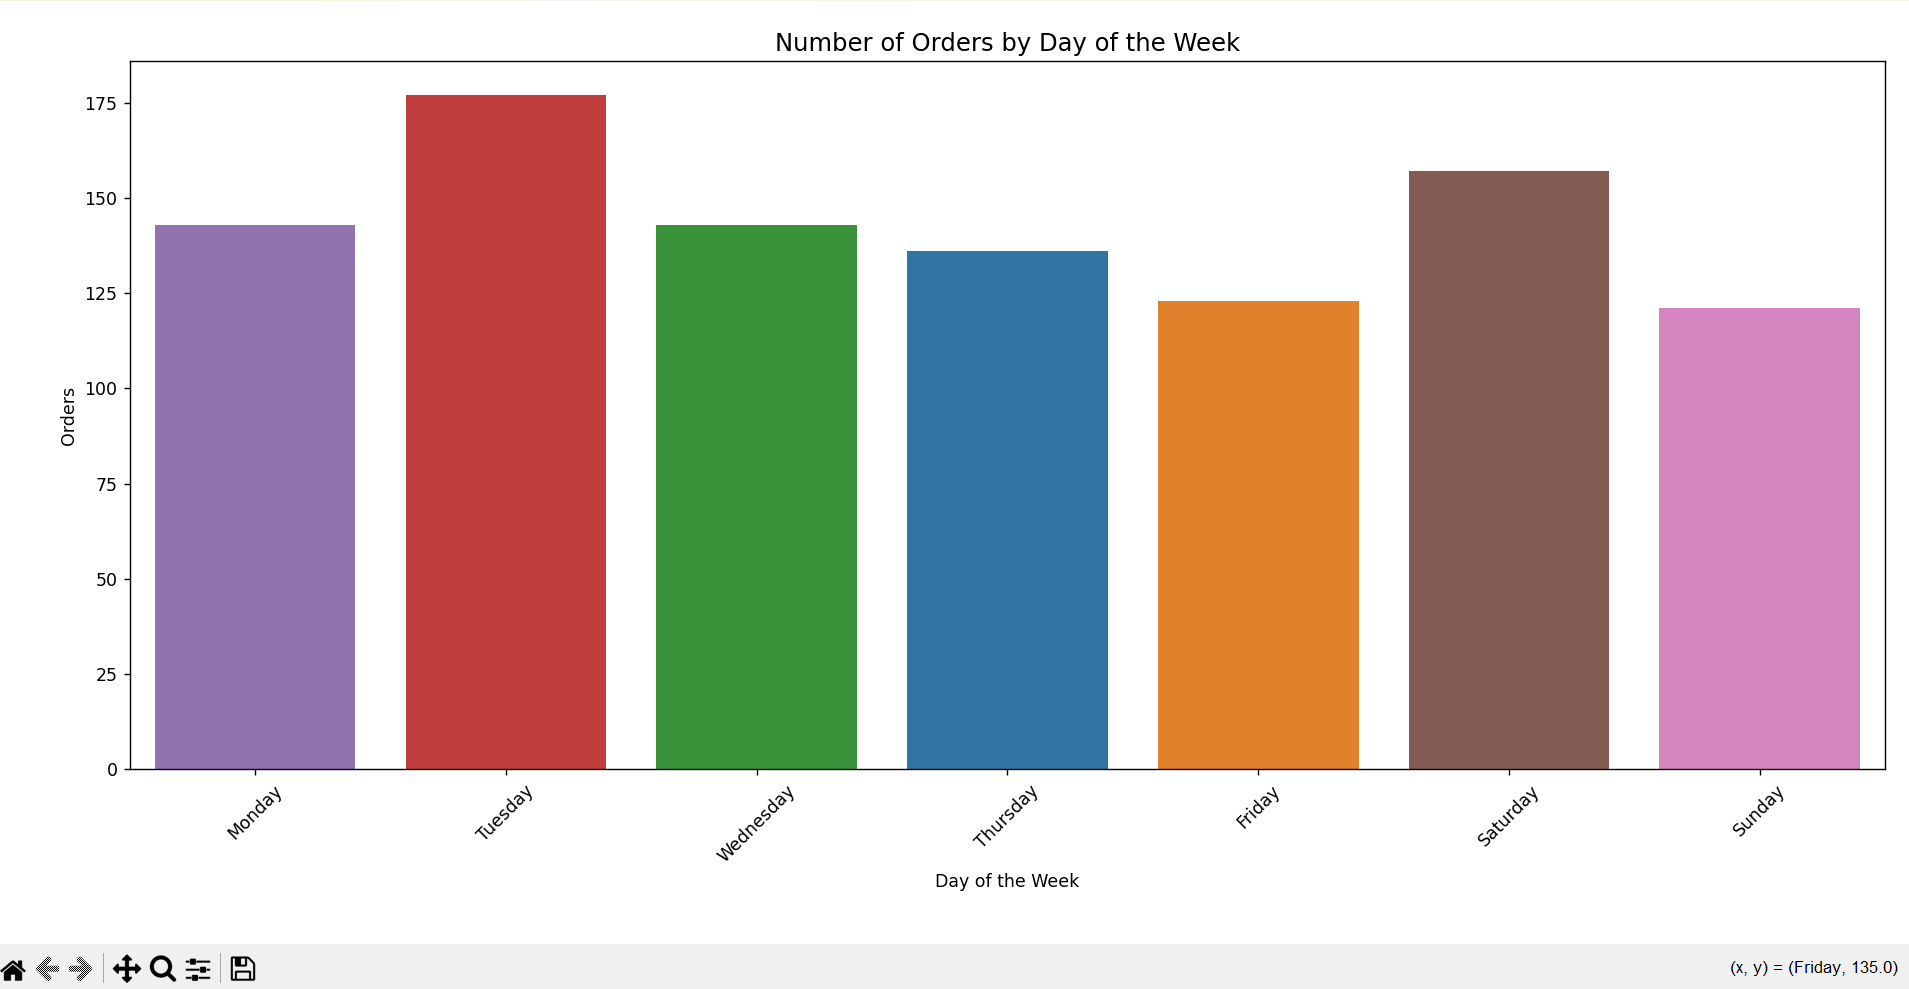 Number of Orders by Day of the Week
175
150
125
100
75
50
25
0
Orders
Monday
Tuesday
Wednesday
Thursday
Friday
Saturday
Sunday
Day of the Week
(x, y) = (Friday, 135.0)